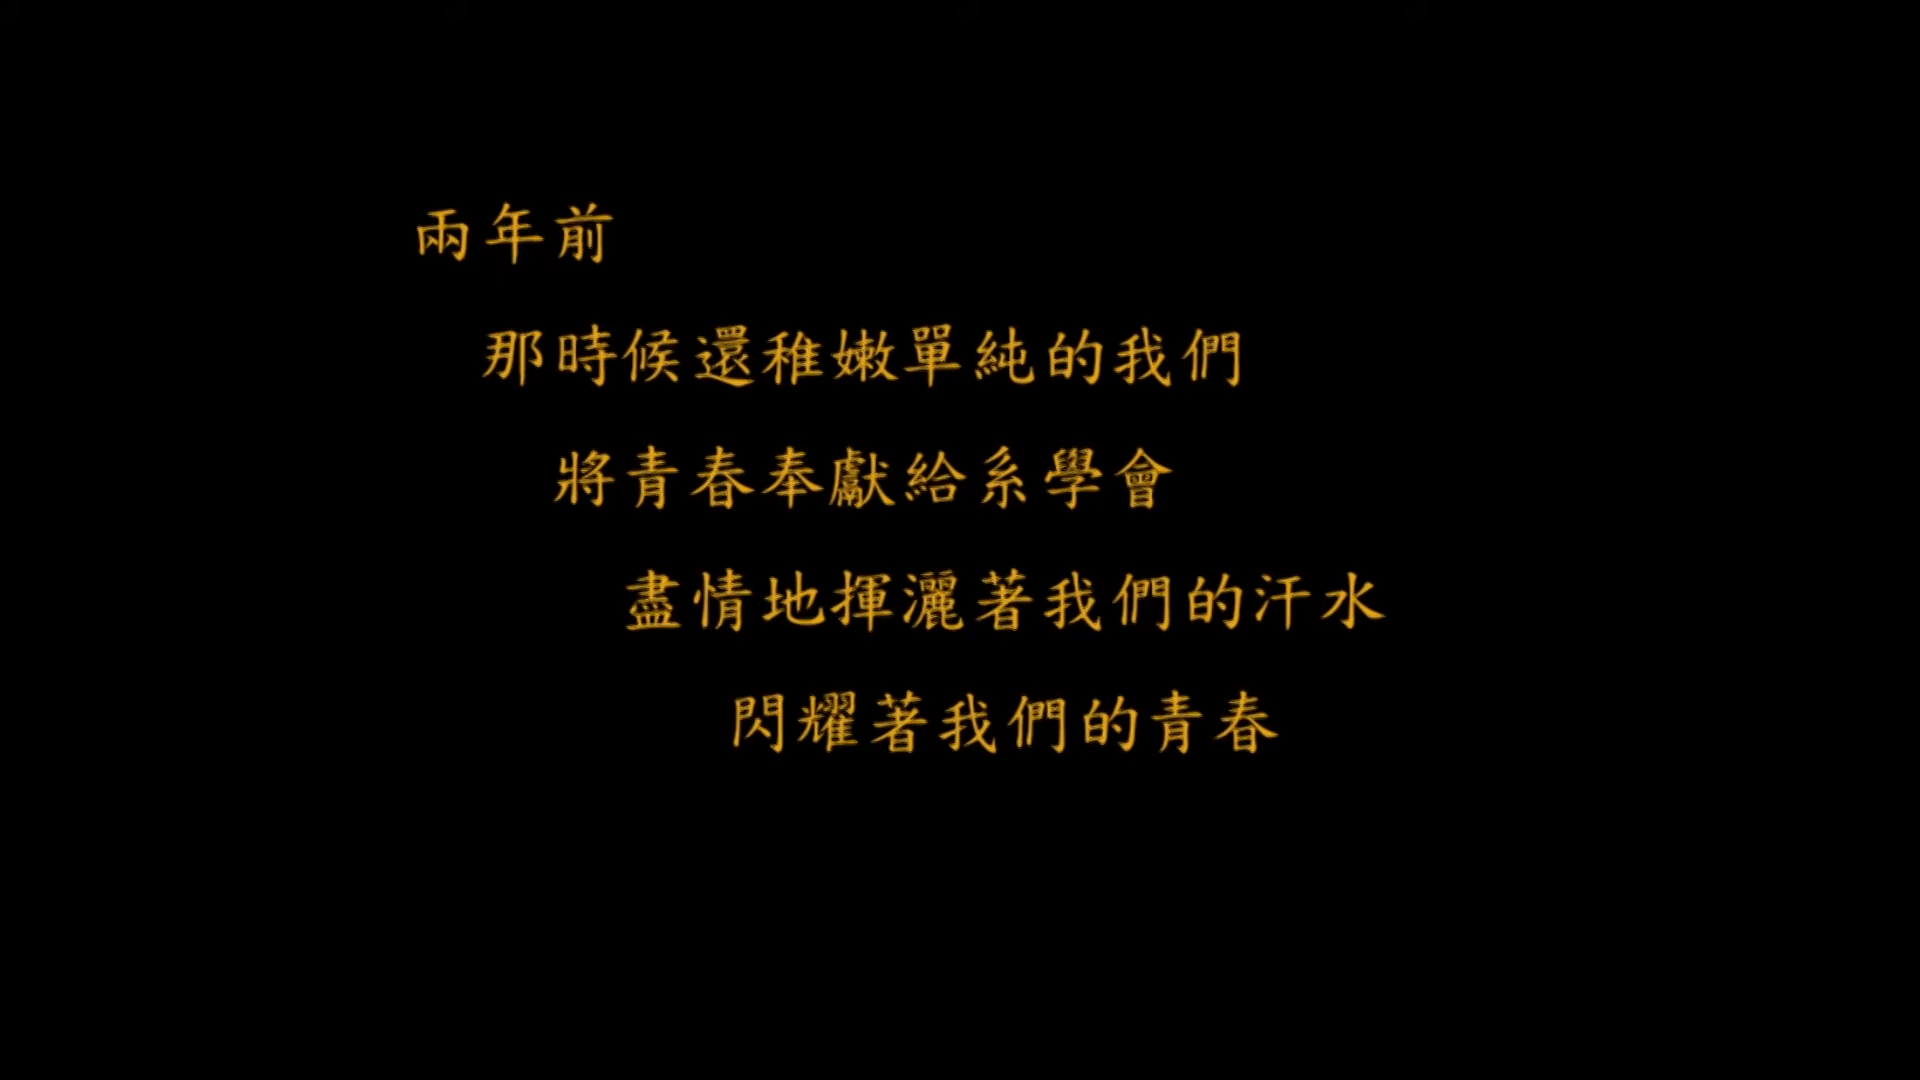 兩年前
那時候還稚嫩單純的我們
將青春奉獻給系學會
盡情地揮灑著我們的汗水
閃耀著我們的青春